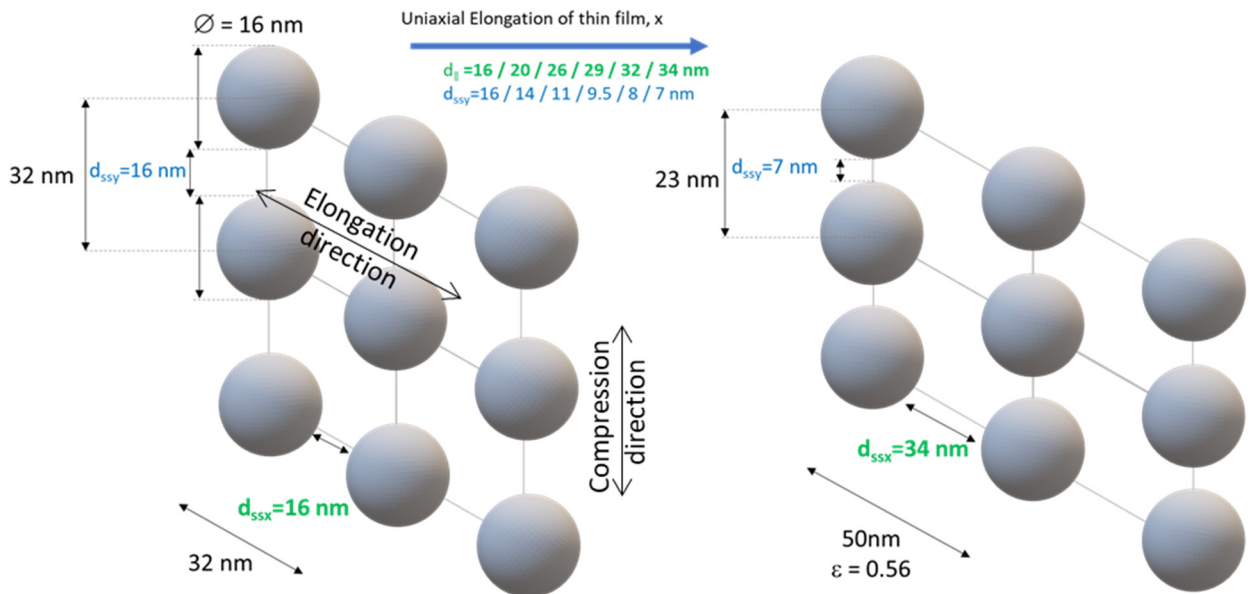 Ø = 16 nm
Uniaxial Elongation of thin film, x
d∥ =16 / 20 / 26 / 29 / 32 / 34 nm
dssy=16 / 14 / 11 / 9.5 / 8 / 7 nm
32 nm
dssy=16 nm
Elongation
direction
Compression
direction
dssx=16 nm
32 nm
23 nm
dssy=7 nm
dssx=34 nm
50nm
ε = 0.56